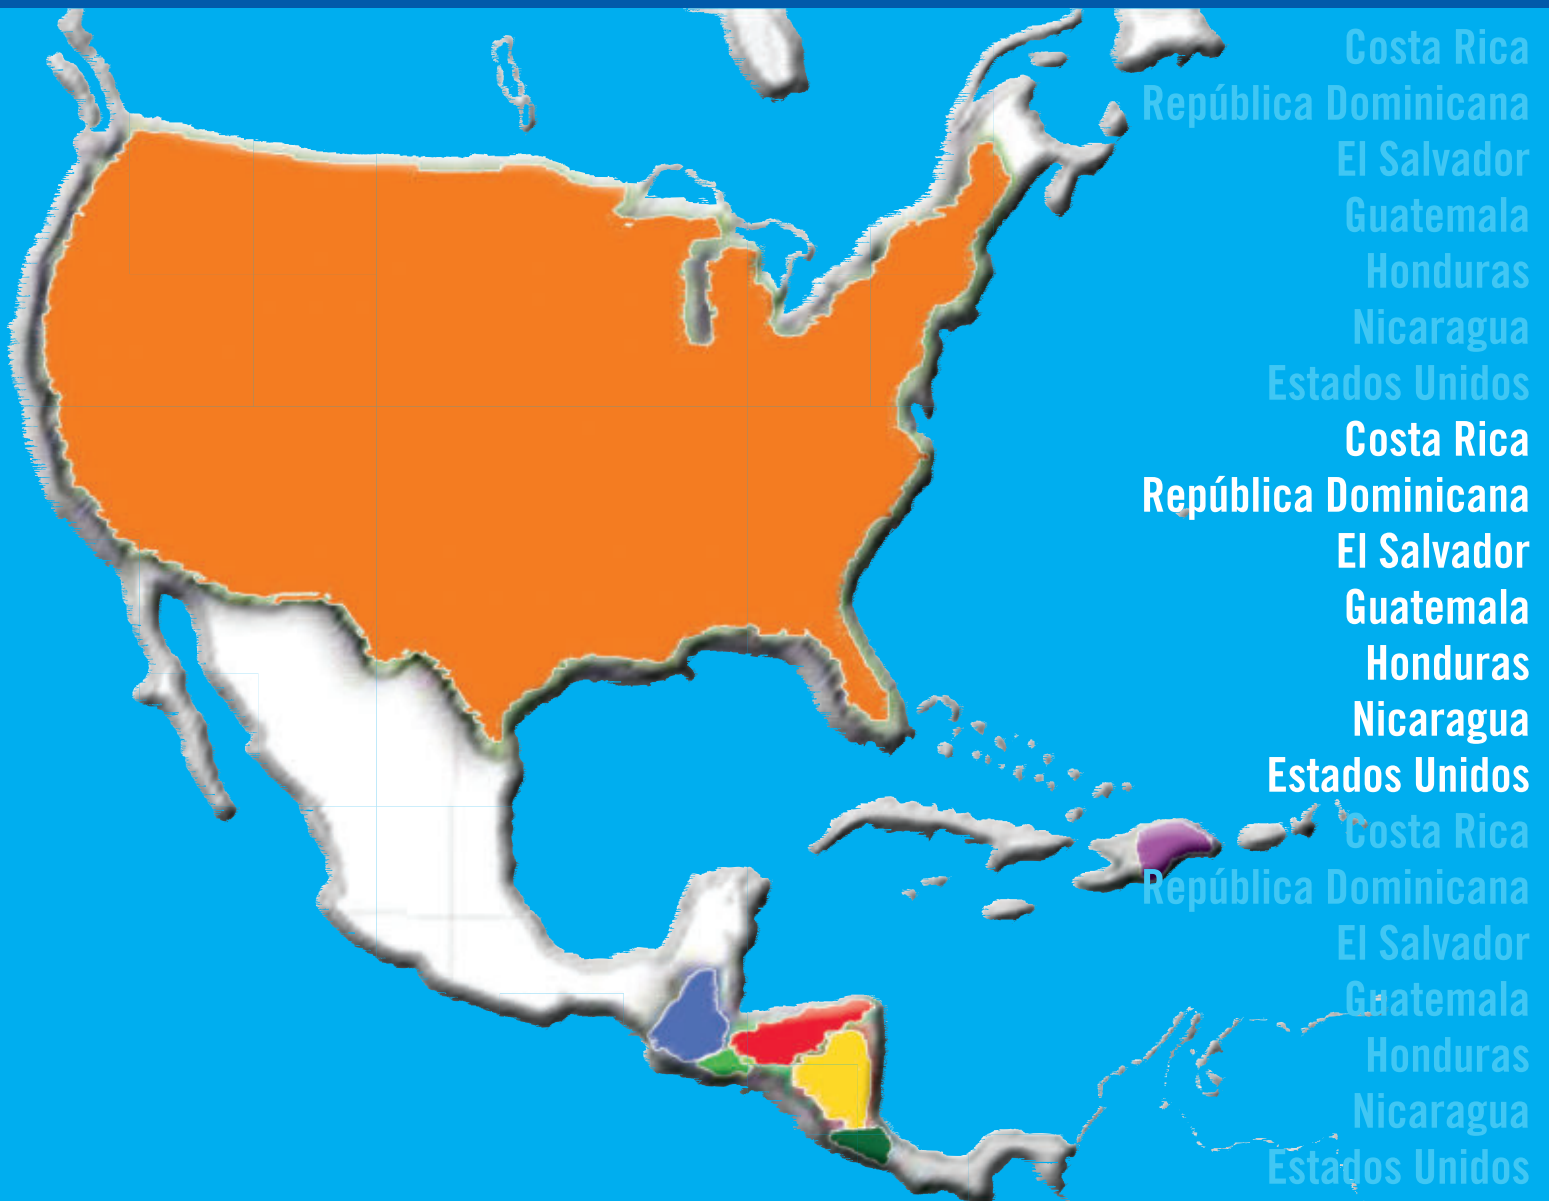 Costa Rica
República Dominicana
El Salvador
Guatemala
Honduras
Nicaragua
Estados Unidos
Costa Rica
República Dominicana
El Salvador
Guatemala
Honduras
Nicaragua
Estados Unidos
Costa Rica
República Dominicana
El Salvador
Guatemala
Honduras
Nicaragua
Estados Unidos